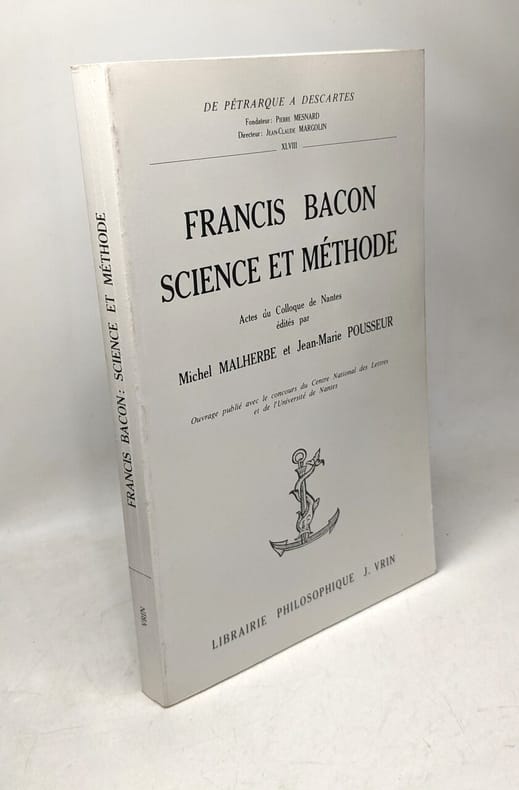 DE PÉTRARQUE A DESCARTES
Fondateur: Pierre MESNARD
Directeur: Jean-Claude MARGOLIN
XLVIII
FRANCIS BACON
SCIENCE ET MÉTHODE
Actes du Colloque de Nantes
édités par
Michel MALHERBE et Jean-Marie POUSSEUR
Ouvrage publié avec le concours du Centre National des Lettres
et de l'Université de Nantes
LIBRAIRIE PHILOSOPHIQUE J. VRIN
FRANCIS BACON: SCIENCE ET MÉTHODE
VRIN